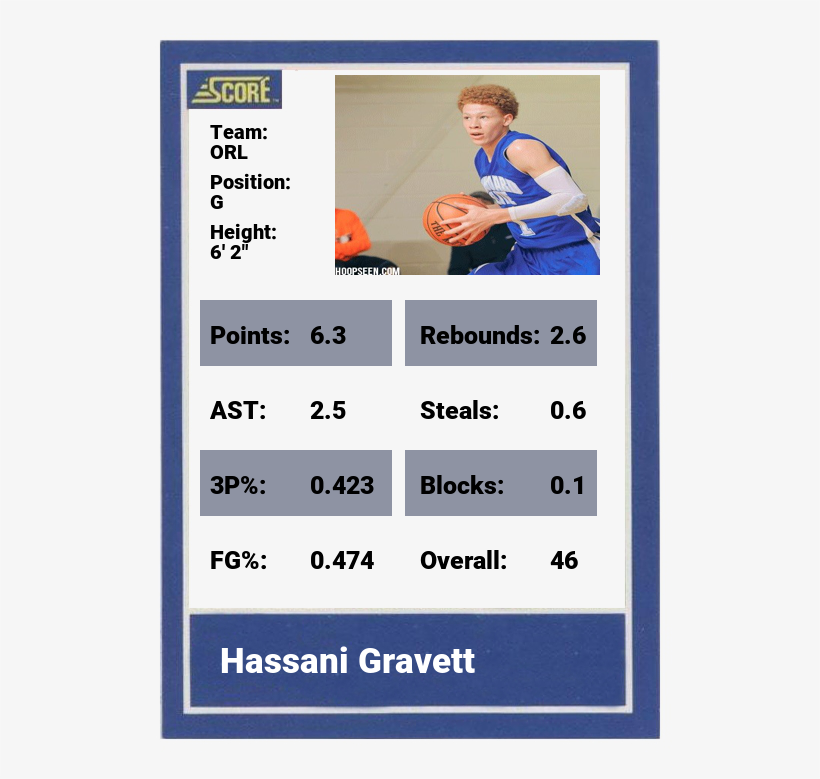 SCORE
Team:
ORL
Position:
G
Height:
6' 2"
HOOPSEEN.COM
Points: 6.3 Rebounds: 2.6
AST: 2.5 Steals: 0.6
3P%: 0.423 Blocks: 0.1
FG%: 0.474 Overall: 46
Hassani Gravett